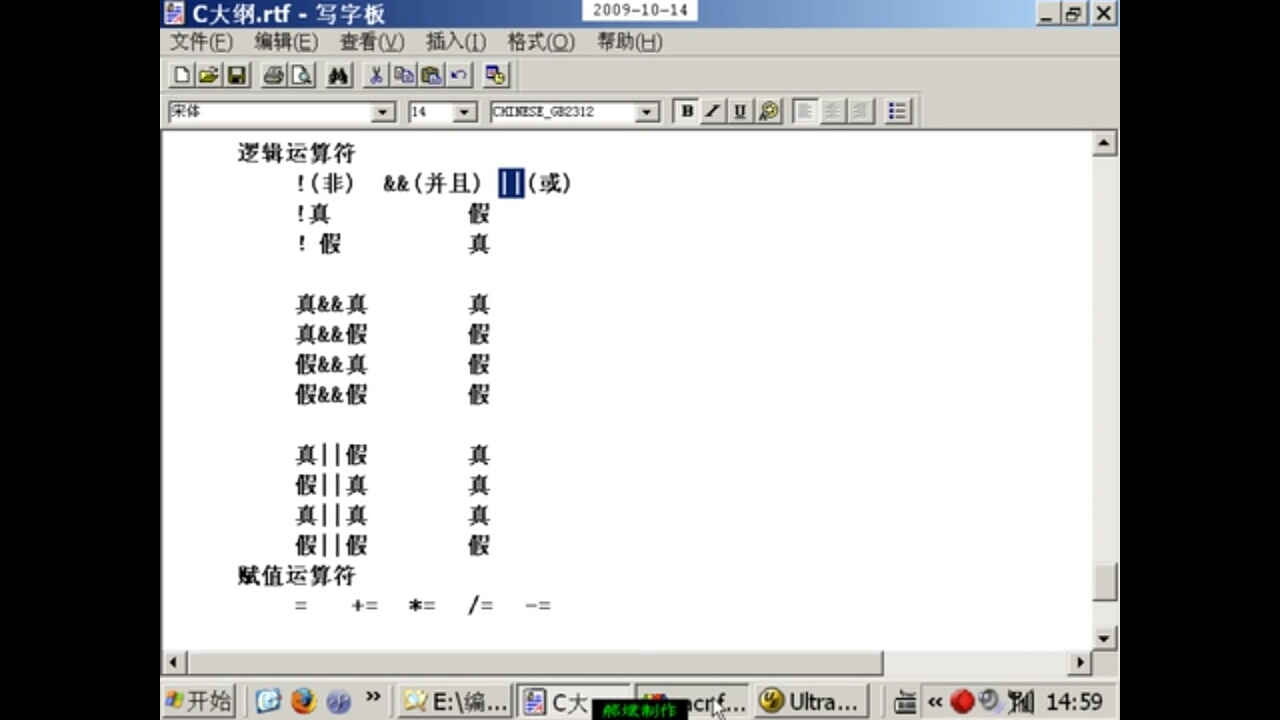 C大纲.rtf - 写字板
2009-10-14
文件(F) 编辑(E) 查看(V) 插入(I) 格式(O) 帮助(H)
宋体 14 CHINESE_GB2312 B I U
逻辑运算符
!(非) &&(并且) ||(或)
!真 假
! 假 真
真&&真 真
真&&假 假
假&&真 假
假&&假 假
真||假 真
假||真 真
真||真 真
假||假 假
赋值运算符
= += *= /= -=
开始 » E:\编... C大 Ultra... « 14:59
郝斌制作